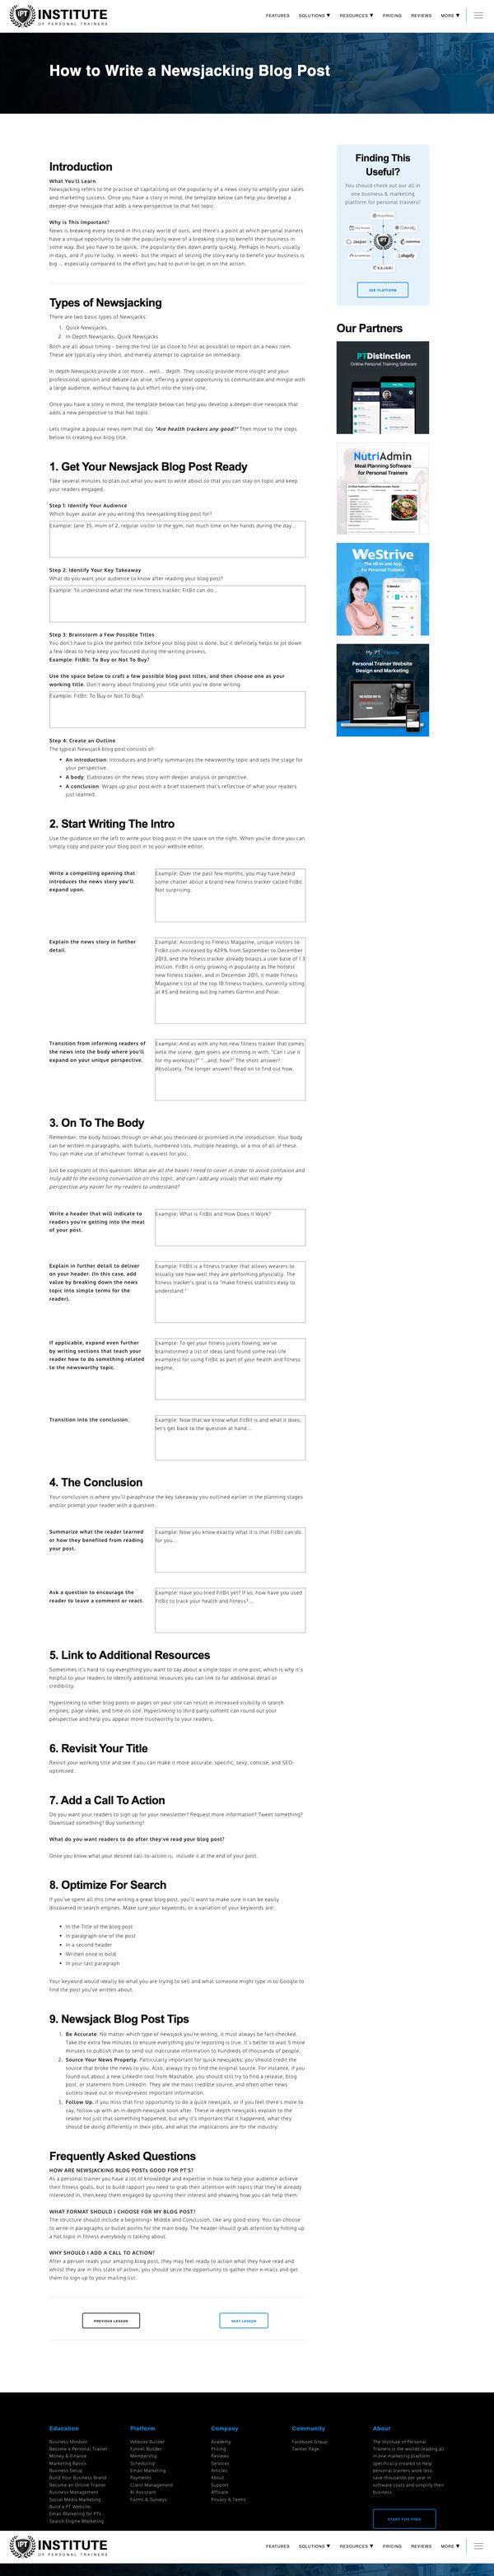 INSTITUTE
OF PERSONAL TRAINERS
FEATURES SOLUTIONS ▼ RESOURCES ▼ PRICING REVIEWS MORE ▼
How to Write a Newsjacking Blog Post
Introduction
What You'll Learn
Newsjacking refers to the practice of capitalising on the popularity of a news story to amplify your sales
and marketing success. Once you have a story in mind, the template below can help you develop a
deeper-dive newsjack that adds a new perspective to that hot topic.
Why is This Important?
News is breaking every second in this crazy world of ours, and there's a point at which personal trainers
have a unique opportunity to ride the popularity wave of a breaking story to benefit their business in
some way. But you have to be quick, the popularity dies down pretty quickly. Perhaps in hours, usually
in days, and if you're lucky, in weeks- but the impact of seizing the story early to benefit you business is
big ... especially compared to the effort you had to put in to get in on the action.
Types of Newsjacking
There are two basic types of Newsjacks:
1. Quick Newsjacks,
2. In-Depth Newsjacks. Quick Newsjacks
Both are all about timing – being the first (or as close to first as possible) to report on a news item.
These are typically very short, and merely attempt to capitalise on immediacy.
In depth Newsjacks provide a lot more... well... depth. They usually provide more insight and your
professional opinion and debate can arise, offering a great opportunity to communicate and mingle with
a large audience, without having to put effort into the story line.
Once you have a story in mind, the template below can help you develop a deeper-dive newsjack that
adds a new perspective to that hot topic.
Lets imagine a popular news item that day "Are health trackers any good?" Then move to the steps
below to creating our blog title.
1. Get Your Newsjack Blog Post Ready
Take several minutes to plan out what you want to write about so that you can stay on topic and keep
your readers engaged.
Step 1: Identify Your Audience
Which buyer avatar are you writing this newsjacking blog post for?
Example: Jane 35, mum of 2, regular visitor to the gym, not much time on her hands during the day...
Step 2: Identify Your Key Takeaway
What do you want your audience to know after reading your blog post?
Example: To understand what the new fitness tracker, FitBit can do...
Step 3: Brainstorm a Few Possible Titles
You don't have to pick the perfect title before your blog post is done, but it definitely helps to jot down
a few ideas to help keep you focused during the writing process.
Example: FitBit: To Buy or Not To Buy?
Use the space below to craft a few possible blog post titles, and then choose one as your
working title. Don't worry about finalising your title until you're done writing.
Example: FitBit: To Buy or Not To Buy?
Step 4: Create an Outline
The typical Newsjack blog post consists of:
• An introduction: Introduces and briefly summarizes the newsworthy topic and sets the stage for
your perspective.
• A body: Elaborates on the news story with deeper analysis or perspective.
• A conclusion: Wraps up your post with a brief statement that's reflective of what your readers
just learned.
2. Start Writing The Intro
Use the guidance on the left to write your blog post in the space on the right. When you're done you can
simply copy and paste your blog post in to your website editor.
Write a compelling opening that
introduces the news story you'll
expand upon.
Example: Over the past few months, you may have heard
some chatter about a brand new fitness tracker called FitBit.
Not surprising.
Explain the news story in further
detail.
Example: According to Fitness Magazine, unique visitors to
FitBit.com increased by 429% from September to December
2013, and the fitness tracker already boasts a user base of 1.3
million. FitBit is only growing in popularity as the hottest
new fitness tracker, and in December 2011, it made Fitness
Magazine's list of the top 10 fitness trackers, currently sitting
at #5 and beating out big names Garmin and Polar.
Transition from informing readers of
the news into the body where you'll
expand on your unique perspective.
Example: And as with any hot new fitness tracker that comes
onto the scene, gym goers are chiming in with, "Can I use it
for my workouts?" "...and, how?" The short answer?
Absolutely. The longer answer? Read on to find out how.
3. On To The Body
Remember, the body follows through on what you theorized or promised in the introduction. Your body
can be written in paragraphs, with bullets, numbered lists, multiple headings, or a mix of all of these.
You can make use of whichever format is easiest for you.
Just be cognizant of this question: What are all the bases I need to cover in order to avoid confusion and
truly add to the existing conversation on this topic, and can I add any visuals that will make my
perspective any easier for my readers to understand?
Write a header that will indicate to
readers you're getting into the meat
of your post.
Example: What is FitBit and How Does it Work?
Explain in further detail to deliver
on your header. (In this case, add
value by breaking down the news
topic into simple terms for the
reader).
Example: FitBit is a fitness tracker that allows wearers to
visually see how well they are performing physically. The
fitness tracker's goal is to "make fitness statistics easy to
understand."
If applicable, expand even further
by writing sections that teach your
reader how to do something related
to the newsworthy topic.
Example: To get your fitness juices flowing, we've
brainstormed a list of ideas (and found some real-life
examples) for using FitBit as part of your health and fitness
regime.
Transition into the conclusion.
Example: Now that we know what FitBit is and what it does,
let's get back to the question at hand...
4. The Conclusion
Your conclusion is where you'll paraphrase the key takeaway you outlined earlier in the planning stages
and/or prompt your reader with a question.
Summarize what the reader learned
or how they benefited from reading
your post.
Example: Now you know exactly what it is that FitBit can do
for you...
Ask a question to encourage the
reader to leave a comment or react.
Example: Have you tried FitBit yet? If so, how have you used
FitBit to track your health and fitness?...
5. Link to Additional Resources
Sometimes it's hard to say everything you want to say about a single topic in one post, which is why it's
helpful to your readers to identify additional resources you can link to for additional detail or
credibility.
Hyperlinking to other blog posts or pages on your site can result in increased visibility in search
engines, page views, and time on site. Hyperlinking to third party content can round out your
perspective and help you appear more trustworthy to your readers.
6. Revisit Your Title
Revisit your working title and see if you can make it more accurate, specific, sexy, concise, and SEO-
optimized.
7. Add a Call To Action
Do you want your readers to sign up for your newsletter? Request more information? Tweet something?
Download something? Buy something?
What do you want readers to do after they've read your blog post?
Once you know what your desired call-to-action is, include it at the end of your post.
8. Optimize For Search
If you've spent all this time writing a great blog post, you'll want to make sure it can be easily
discovered in search engines. Make sure your keywords, or a variation of your keywords are:
• In the Title of the blog post
• In paragraph one of the post
• In a second header
• Written once in bold
• In your last paragraph
Your keyword would ideally be what you are trying to sell and what someone might type in to Google to
find the post you've written about.
9. Newsjack Blog Post Tips
1. Be Accurate. No matter which type of newsjack you're writing, it must always be fact-checked.
Take the extra few minutes to ensure everything you're reporting is true. It's better to wait 5 more
minutes to publish than to send out inaccurate information to hundreds of thousands of people.
2. Source Your News Properly. Particularly important for quick newsjacks; you should credit the
source that broke the news to you. Also, always try to find the original source. For instance, if you
found out about a new LinkedIn tool from Mashable, you should still try to find a release, blog
post, or statement from LinkedIn. They are the most credible source, and often other news
outlets leave out or misrepresent important information.
3. Follow Up. If you miss that first opportunity to do a quick newsjack, or if you feel there's more to
say, follow up with an in-depth newsjack soon after. These in-depth newsjacks explain to the
reader not just that something happened, but why it's important that it happened, what they
should be doing differently in their jobs, and what the implications are for the industry.
Frequently Asked Questions
HOW ARE NEWSJACKING BLOG POSTs GOOD FOR PT'S?
As a personal trainer you have a lot of knowledge and expertise in how to help your audience achieve
their fitness goals, but to build rapport you need to grab their attention with topics that they're already
interested in, then keep them engaged by spurring their interest and showing how you can help them.
WHAT FORMAT SHOULD I CHOOSE FOR MY BLOG POST?
The structure should include a beginning+ Middle and Conclusion, like any good story. You can choose
to write in paragraphs or bullet points for the main body. The header should grab attention by hiting up
a hot topic in fitness everybody is talking about.
WHY SHOULD I ADD A CALL TO ACTION?
After a person reads your amazing blog post, they may feel ready to action what they have read and
whilst they are in this state of action, you should seize the opportunity to gather their e-mails and get
them to sign up to your mailing list.
PREVIOUS LESSON
NEXT LESSON
Finding This
Useful?
You should check out our all in
one business & marketing
platform for personal trainers!
Calendly
Jasper
shopify
KAJABI
SEE PLATFORM
Our Partners
PTDistinction
Online Personal Training Software
NutriAdmin
Meal Planning Software
for Personal Trainers
WeStrive
The All-in-one App
for Personal Trainers
Calendar
My PT Website
Personal Trainer Website
Design and Marketing
Education
Business Mindset
Become a Personal Trainer
Money & Finance
Marketing Basics
Business Setup
Build Your Business Brand
Become an Online Trainer
Business Management
Social Media Marketing
Build a PT Website
Email Marketing for PTs
Search Engine Marketing
Platform
Website Builder
Funnel Builder
Membership
Scheduling
Email Marketing
Payments
Client Management
Ai Assistant
Forms & Surveys
Company
Academy
Pricing
Reviews
Services
Articles
About
Support
Affiliate
Privacy & Terms
Community
Facebook Group
Twitter Page
About
The Institute of Personal
Trainers is the worlds leading all
in one marketing platform
specifically created to help
personal trainers work less,
save thousands per year in
software costs and simplify their
business.
START FOR FREE
INSTITUTE
OF PERSONAL TRAINERS
FEATURES SOLUTIONS ▼ RESOURCES ▼ PRICING REVIEWS MORE ▼